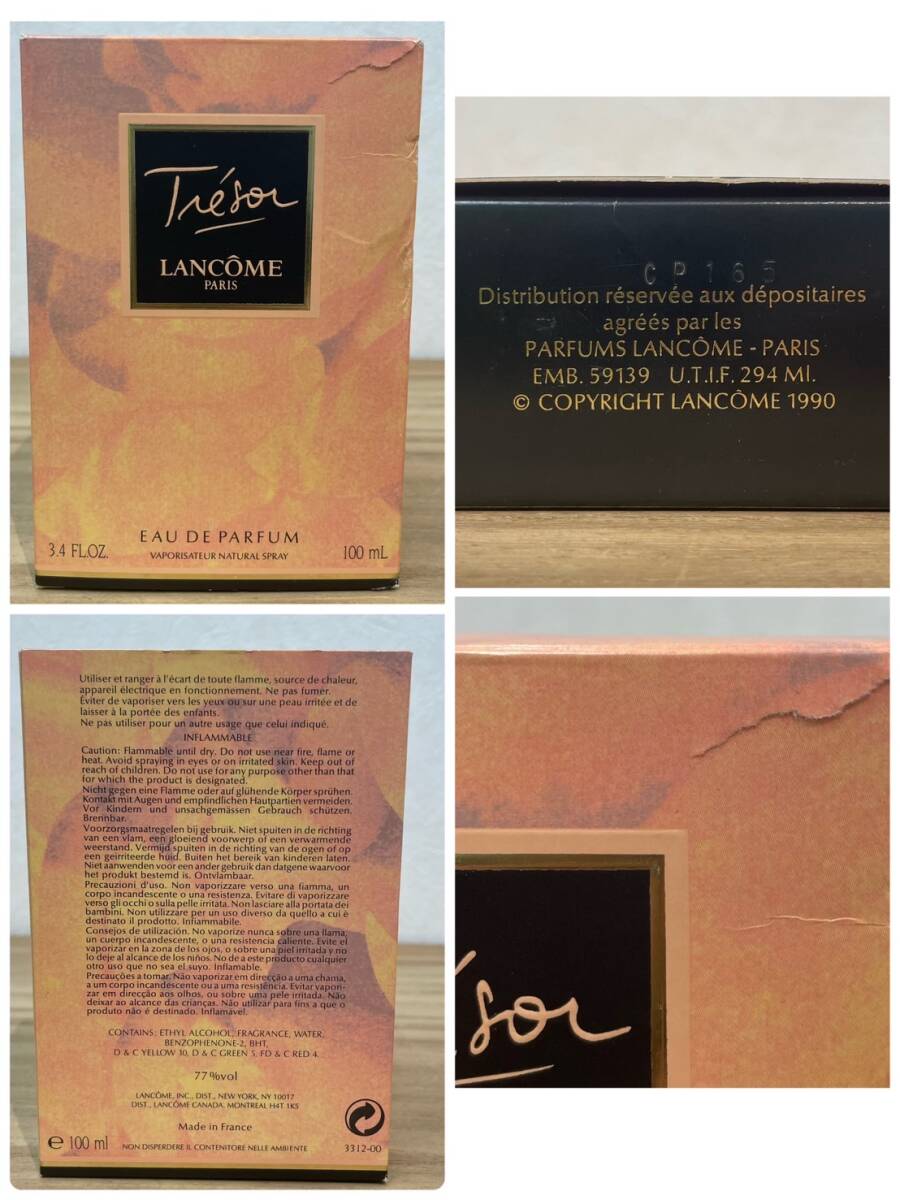 Trésor
LANCÔME
PARIS
EAU DE PARFUM
3.4 FL.OZ. VAPORISATEUR NATURAL SPRAY 100 mL
CP165
Distribution réservée aux dépositaires
agréés par les
PARFUMS LANCÔME - PARIS
EMB. 59139 U.T.I.F. 294 Ml.
© COPYRIGHT LANCÔME 1990
Utiliser et ranger à l'écart de toute flamme, source de chaleur,
appareil électrique en fonctionnement. Ne pas fumer.
Éviter de vaporiser vers les yeux ou sur une peau irritée et de
laisser à la portée des enfants.
Ne pas utiliser pour un autre usage que celui indiqué.
INFLAMMABLE
Caution: Flammable until dry. Do not use near fire, flame or
heat. Avoid spraying in eyes or on irritated skin. Keep out of
reach of children. Do not use for any purpose other than that
for which the product is designated.
Nicht gegen eine Flamme oder auf glühende Körper sprühen.
Kontakt mit Augen und empfindlichen Hautpartien vermeiden.
Vor Kindern und unsachgemässen Gebrauch schützen.
Brennbar.
Voorzorgsmaatregelen bij gebruik. Niet spuiten in de richting
van een vlam, een gloeiend voorwerp of een verwarmende
weerstand. Vermijd spuiten in de richting van de ogen of op
een geirriteerde huid. Buiten het bereik van kinderen laten.
Niet aanwenden voor een ander gebruik dan datgene waarvoor
het produkt bestemd is. Ontvlambaar.
Precauzioni d'uso. Non vaporizzare verso una fiamma, un
corpo incandescente o una resistenza. Evitare di vaporizzare
verso gli occhi o sulla pelle irritata. Non lasciare alla portata dei
bambini. Non utilizzare per un uso diverso da quello a cui è
destinato il prodotto. Infiammabile.
Consejos de utilización. No vaporize nunca sobre una llama,
un cuerpo incandescente, o una resistencia caliente. Evite el
vaporizar en la zona de los ojos, o sobre una piel irritada y no
lo deje al alcance de los niños. No de a este producto cualquier
otro uso que no sea el suyo. Inflamable.
Precauções a tomar. Não vaporizar em direcção a uma chama,
a um corpo incandescente ou a uma resistência. Evitar vapori-
zar em direcção aos olhos, ou sobre uma pele irritada. Não
deixar ao alcance das crianças. Não utilizar para fins a que o
produto não é destinado. Inflamável.
CONTAINS: ETHYL ALCOHOL, FRAGRANCE, WATER,
BENZOPHENONE-2, BHT,
D & C YELLOW 10, D & C GREEN 5, FD & C RED 4.
77%vol
LANCÔME, INC., DIST., NEW YORK, NY 10017
DIST., LANCÔME CANADA, MONTREAL H4T 1K5
Made in France
e 100 ml NON DISPERDERE IL CONTENITORE NELLE AMBIENTE 3312-00
ésor